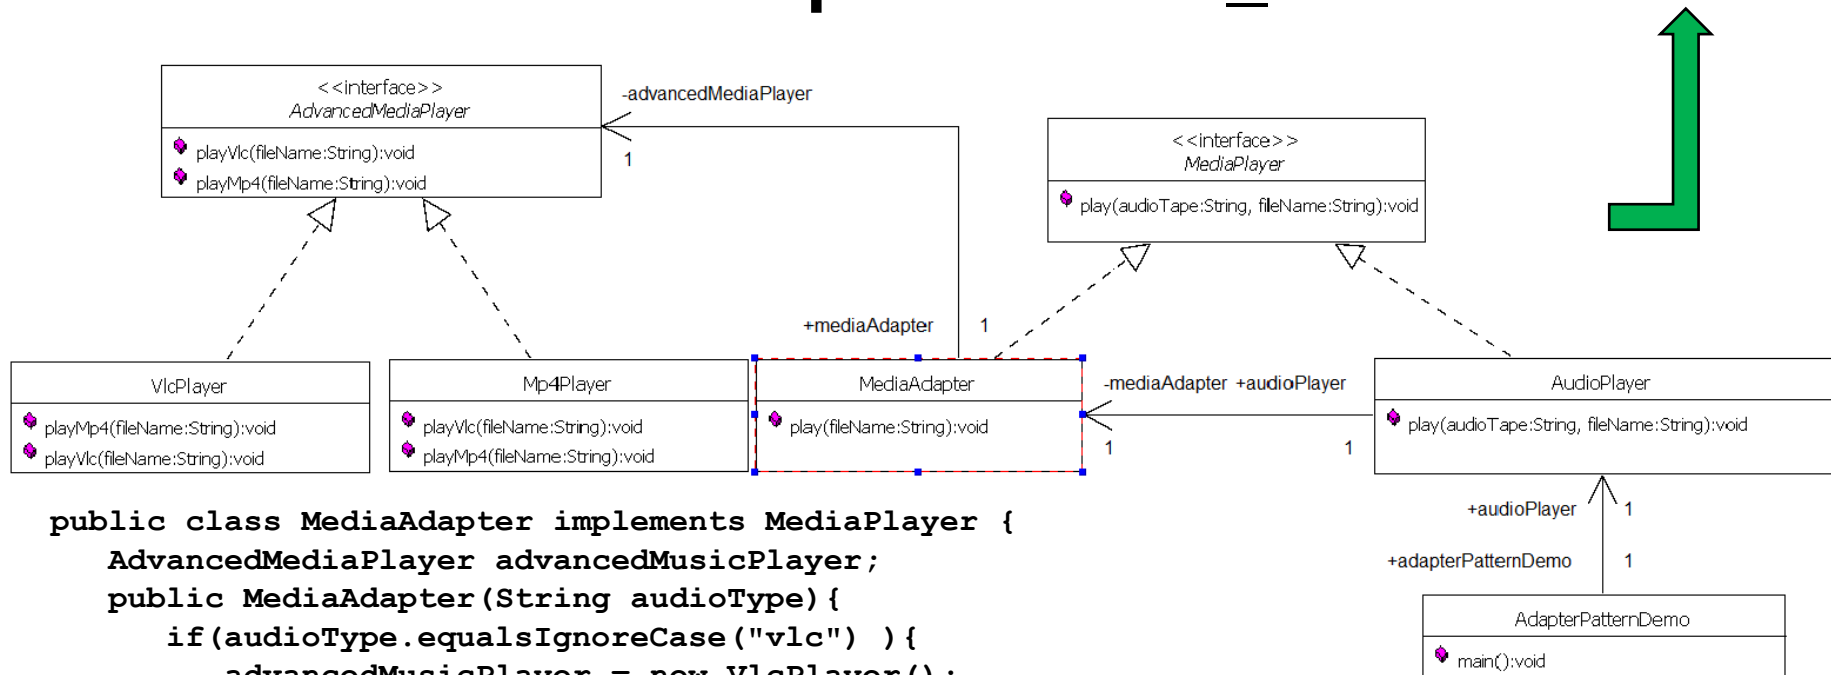 <<interface>>
AdvancedMediaPlayer
playVlc(fileName:String):void
playMp4(fileName:String):void
-advancedMediaPlayer
1
<<interface>>
MediaPlayer
play(audioTape:String, fileName:String):void
+mediaAdapter 1
VlcPlayer
playMp4(fileName:String):void
playVlc(fileName:String):void
Mp4Player
playVlc(fileName:String):void
playMp4(fileName:String):void
MediaAdapter
play(fileName:String):void
-mediaAdapter +audioPlayer
1 1
AudioPlayer
play(audioTape:String, fileName:String):void
+audioPlayer 1
+adapterPatternDemo 1
AdapterPatternDemo
main():void
public class MediaAdapter implements MediaPlayer {
AdvancedMediaPlayer advancedMusicPlayer;
public MediaAdapter(String audioType){
if(audioType.equalsIgnoreCase("vlc") ){
advancedMusicPlayer = new VlcPlayer();